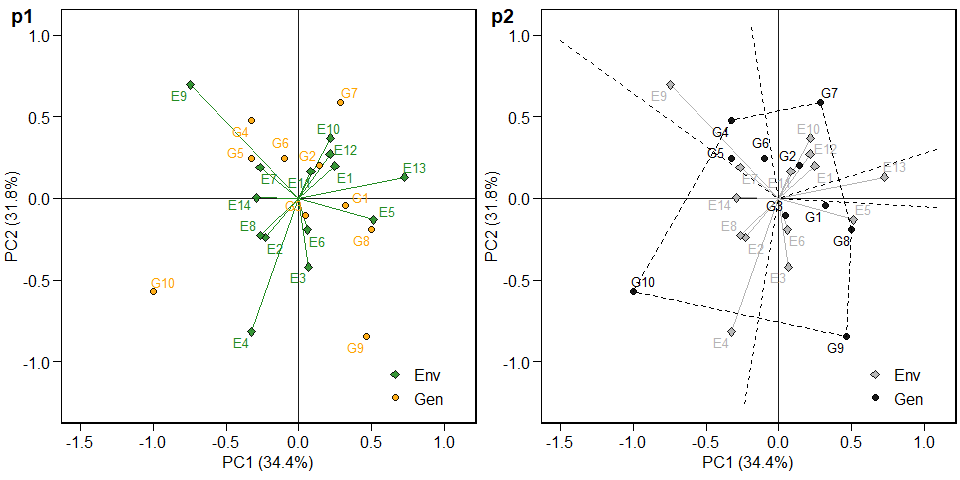 p1
PC2 (31.8%)
1.0
0.5
0.0
-0.5
-1.0
E9
G7
G4
G6
E10
E12
G5
G2
E7
E1
E13
E14
G1
G3
E5
E8
E2
E6
G8
E3
G10
E4
G9
Env
Gen
-1.5 -1.0 -0.5 0.0 0.5 1.0
PC1 (34.4%)
p2
PC2 (31.8%)
1.0
0.5
0.0
-0.5
-1.0
E9
G7
G4
G6
E10
E12
G5
G2
E1
E13
E14
G3
G1
E5
E8
E2
E6
G8
E3
G10
E4
G9
Env
Gen
-1.5 -1.0 -0.5 0.0 0.5 1.0
PC1 (34.4%)